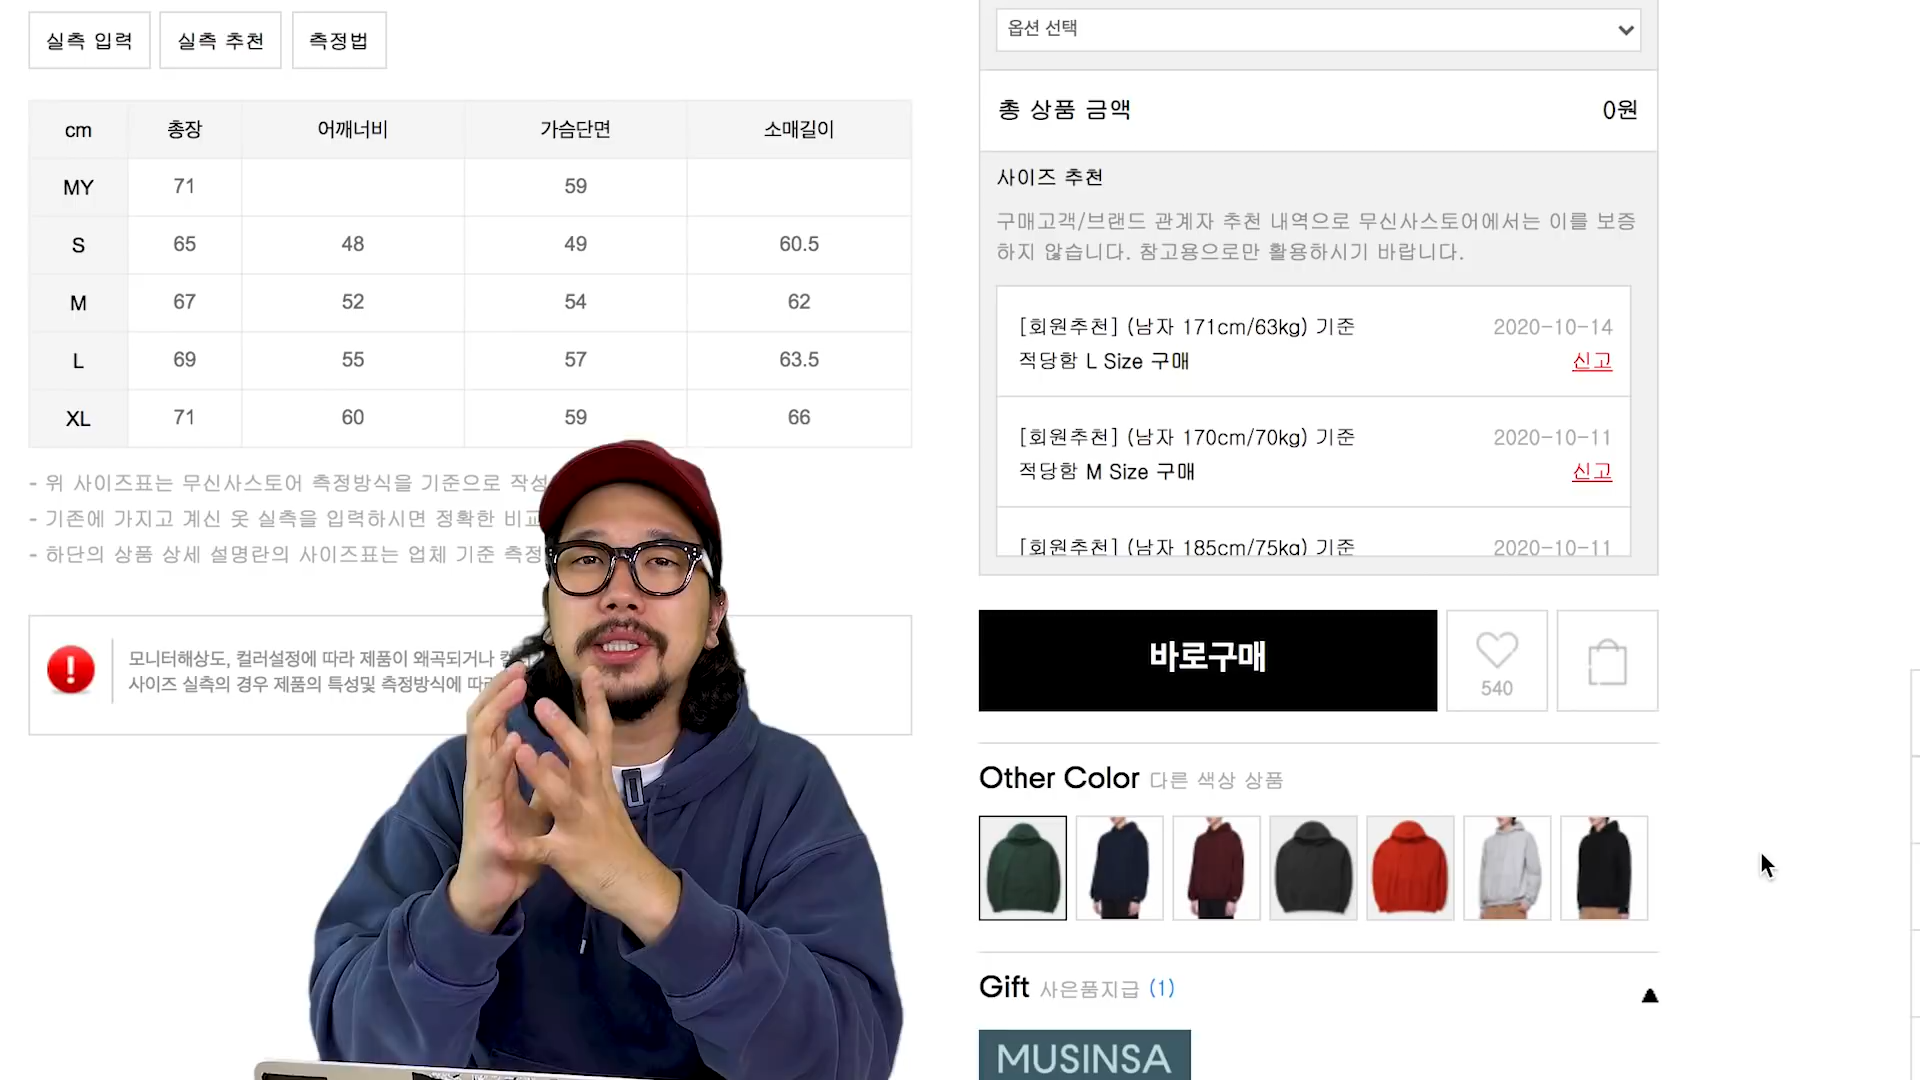 실측 입력
실측 추천
측정법
cm 총장 어깨너비 가슴단면 소매길이
MY 71 59
S 65 48 49 60.5
M 67 52 54 62
L 69 55 57 63.5
XL 71 60 59 66
- 위 사이즈표는 무신사스토어 측정방식을 기준으로 작성
- 기존에 가지고 계신 옷 실측을 입력하시면 정확한 비교
- 하단의 상품 상세 설명란의 사이즈표는 업체 기준 측정
모니터해상도, 컬러설정에 따라 제품이 왜곡되거나
사이즈 실측의 경우 제품의 특성및 측정방식에 따라
옵션 선택
총 상품 금액 0원
사이즈 추천
구매고객/브랜드 관계자 추천 내역으로 무신사스토어에서는 이를 보증
하지 않습니다. 참고용으로만 활용하시기 바랍니다.
[회원추천] (남자 171cm/63kg) 기준 2020-10-14
적당함 L Size 구매 신고
[회원추천] (남자 170cm/70kg) 기준 2020-10-11
적당함 M Size 구매 신고
[회원추천] (남자 185cm/75kg) 기준 2020-10-11
바로구매
540
Other Color 다른 색상 상품
Gift 사은품지급 (1)
MUSINSA